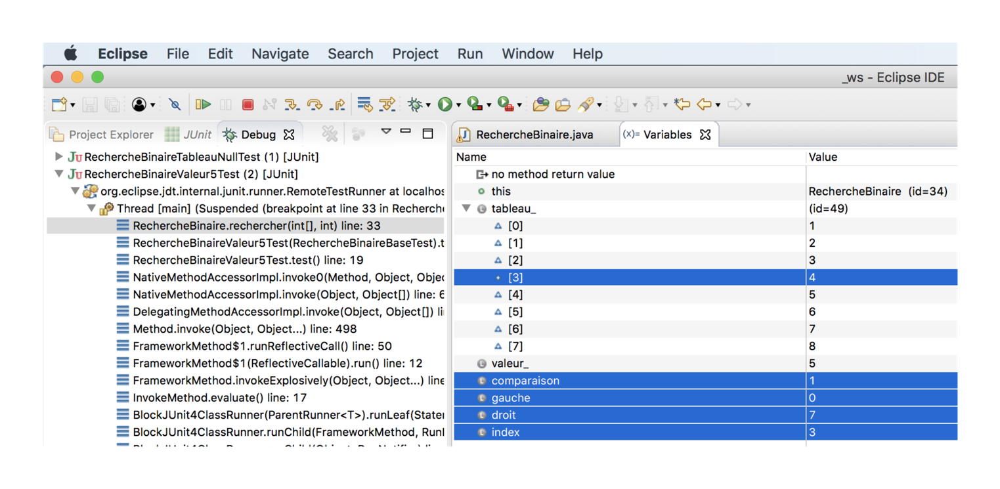 Eclipse File Edit Navigate Search Project Run Window Help
_ws - Eclipse IDE
Project Explorer JUnit Debug
RechercheBinaireTableauNullTest (1) [JUnit]
RechercheBinaireValeur5Test (2) [JUnit]
org.eclipse.jdt.internal.junit.runner.RemoteTestRunner at localhos
Thread [main] (Suspended (breakpoint at line 33 in Recherche
RechercheBinaire.rechercher(int[], int) line: 33
RechercheBinaireValeur5Test(RechercheBinaireBaseTest).t
RechercheBinaireValeur5Test.test() line: 19
NativeMethodAccessorImpl.invoke0(Method, Object, Objec
NativeMethodAccessorImpl.invoke(Object, Object[]) line: 6
DelegatingMethodAccessorImpl.invoke(Object, Object[]) li
Method.invoke(Object, Object...) line: 498
FrameworkMethod$1.runReflectiveCall() line: 50
FrameworkMethod$1(ReflectiveCallable).run() line: 12
FrameworkMethod.invokeExplosively(Object, Object...) line
InvokeMethod.evaluate() line: 17
BlockJUnit4ClassRunner(ParentRunner<T>).runLeaf(Stater
BlockJUnit4ClassRunner.runChild(FrameworkMethod, Runl
RechercheBinaire.java (x)= Variables
Name Value
no method return value
this RechercheBinaire (id=34)
tableau_ (id=49)
[0] 1
[1] 2
[2] 3
[3] 4
[4] 5
[5] 6
[6] 7
[7] 8
valeur_ 5
comparaison 1
gauche 0
droit 7
index 3